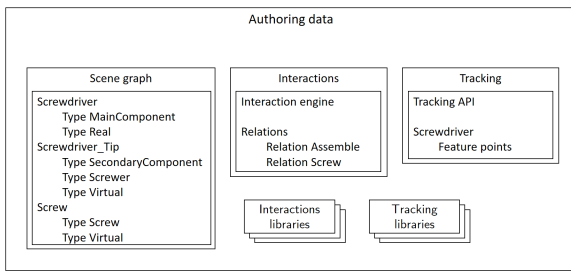 Authoring data
Scene graph
Screwdriver
Type MainComponent
Type Real
Screwdriver_Tip
Type SecondaryComponent
Type Screwer
Type Virtual
Screw
Type Screw
Type Virtual
Interactions
Interaction engine
Relations
Relation Assemble
Relation Screw
Tracking
Tracking API
Screwdriver
Feature points
Interactions
libraries
Tracking
libraries